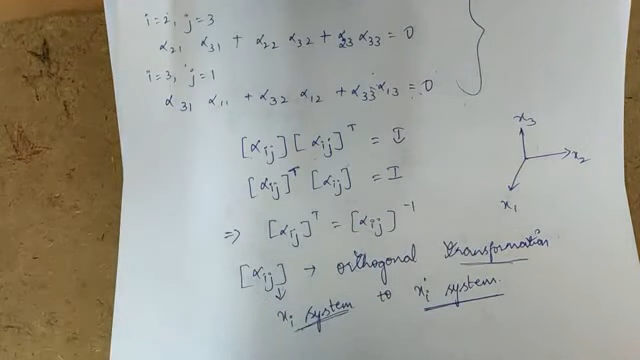 i=2, j=3
α₂₁ α₃₁ + α₂₂ α₃₂ + α₂₃ α₃₃ = 0
i=3, j=1
α₃₁ α₁₁ + α₃₂ α₁₂ + α₃₃ α₁₃ = 0
[αᵢⱼ][αᵢⱼ]ᵀ = I
[αᵢⱼ]ᵀ [αᵢⱼ] = I
⇒ [αᵢⱼ]ᵀ = [αᵢⱼ]⁻¹
x₃
x₂
x₁
[αᵢⱼ] → orthogonal transformation
xᵢ system to xᵢ system.